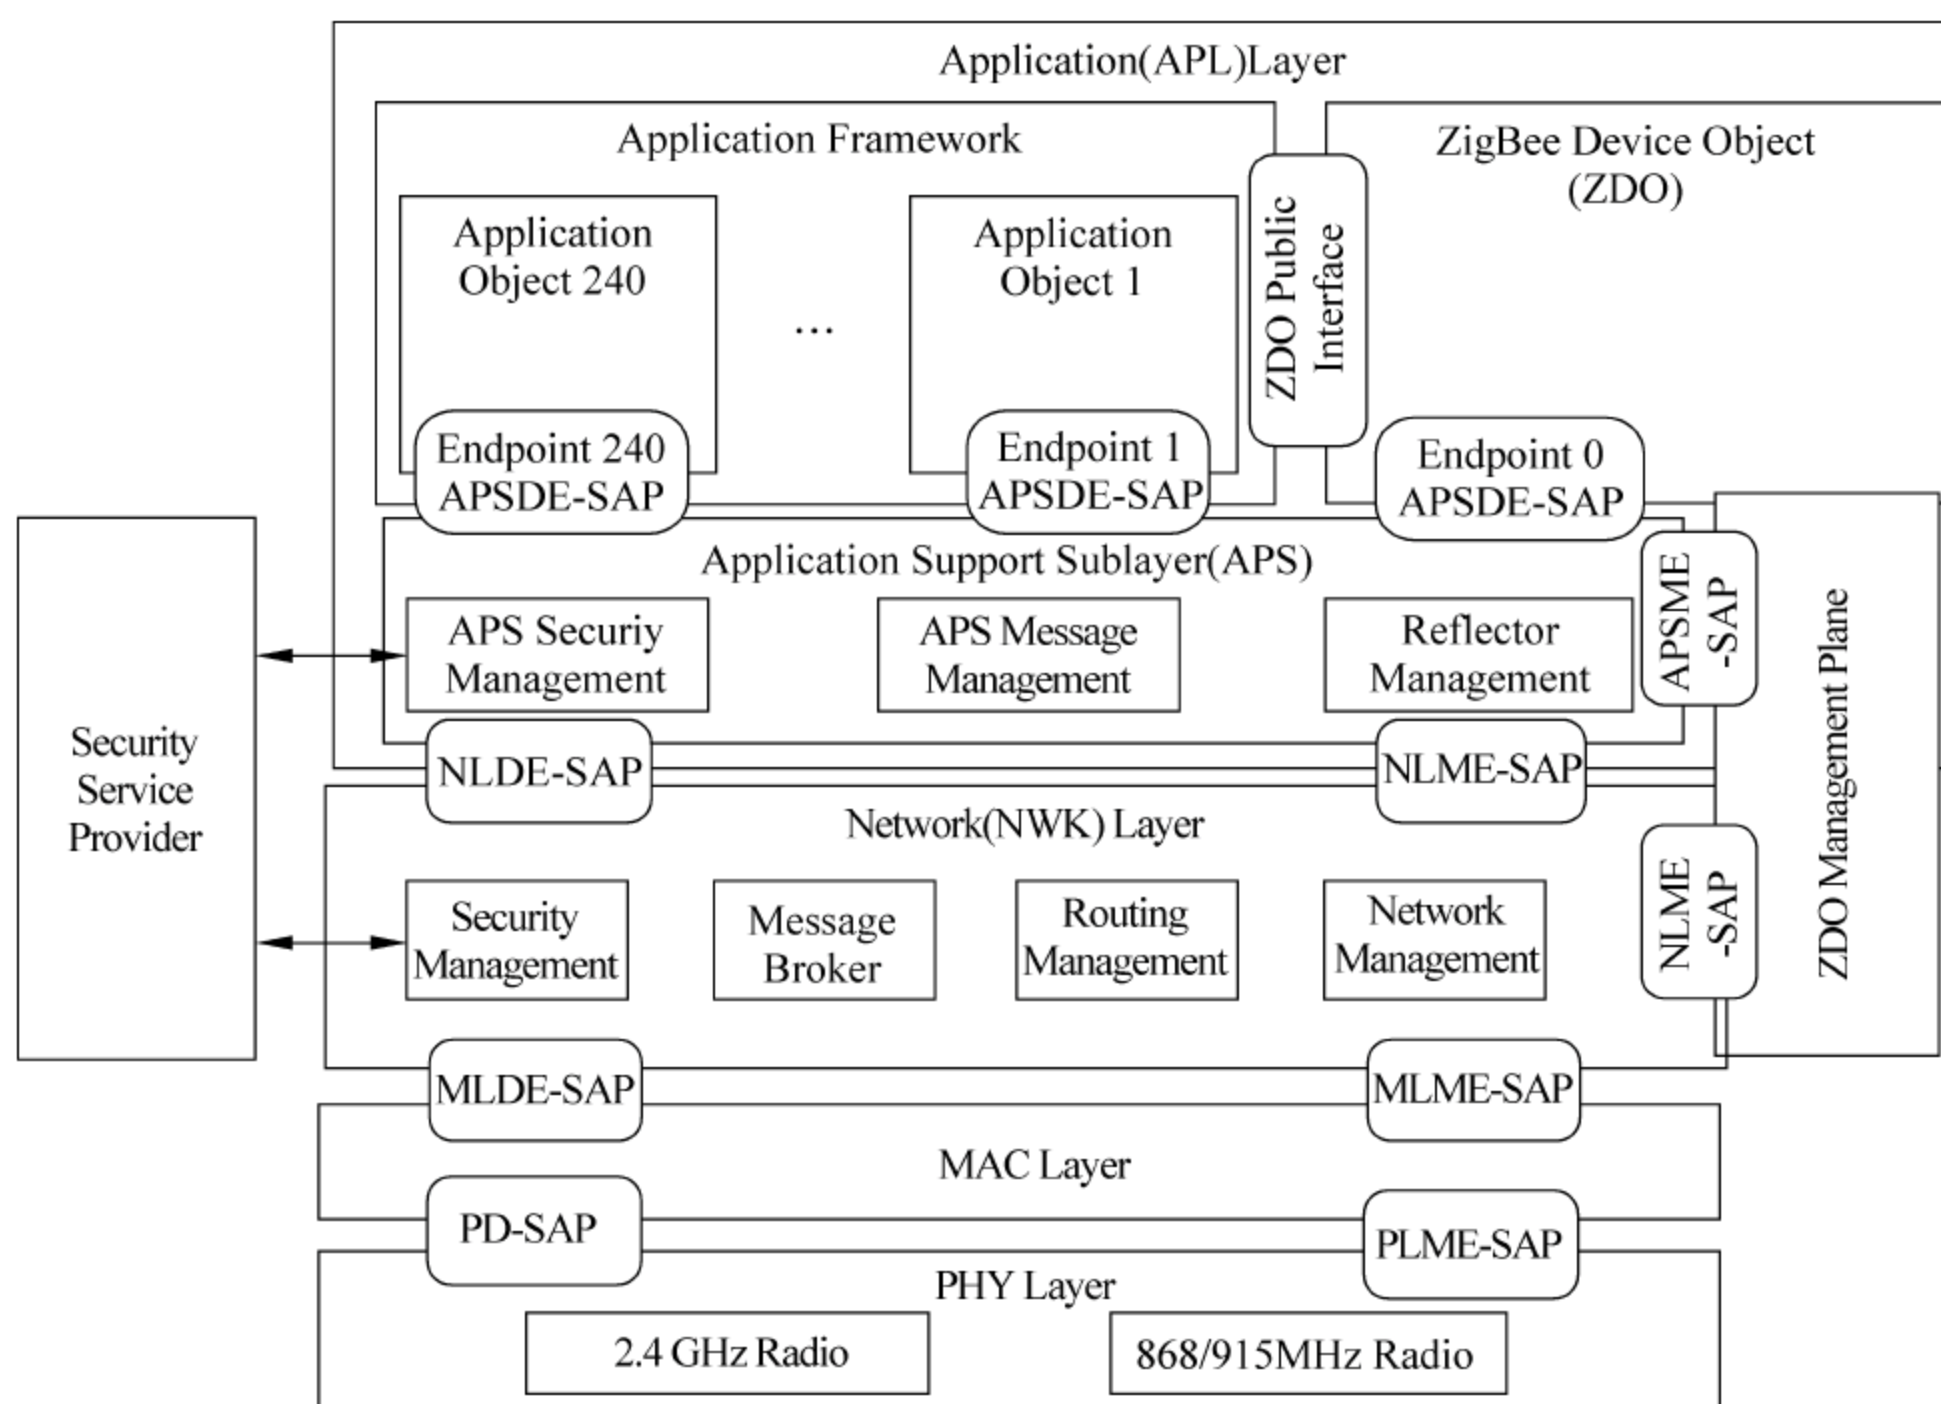 Application(APL)Layer
Application Framework
ZigBee Device Object
(ZDO)
Application
Object 240
...
Application
Object 1
ZDO Public
Interface
Endpoint 240
APSDE-SAP
Endpoint 1
APSDE-SAP
Endpoint 0
APSDE-SAP
Application Support Sublayer(APS)
APS Securiy
Management
APS Message
Management
Reflector
Management
APSME
-SAP
Security
Service
Provider
ZDO Management Plane
NLDE-SAP
NLME-SAP
Network(NWK) Layer
Security
Management
Message
Broker
Routing
Management
Network
Management
NLME
-SAP
MLDE-SAP
MLME-SAP
MAC Layer
PD-SAP
PLME-SAP
PHY Layer
2.4 GHz Radio
868/915MHz Radio